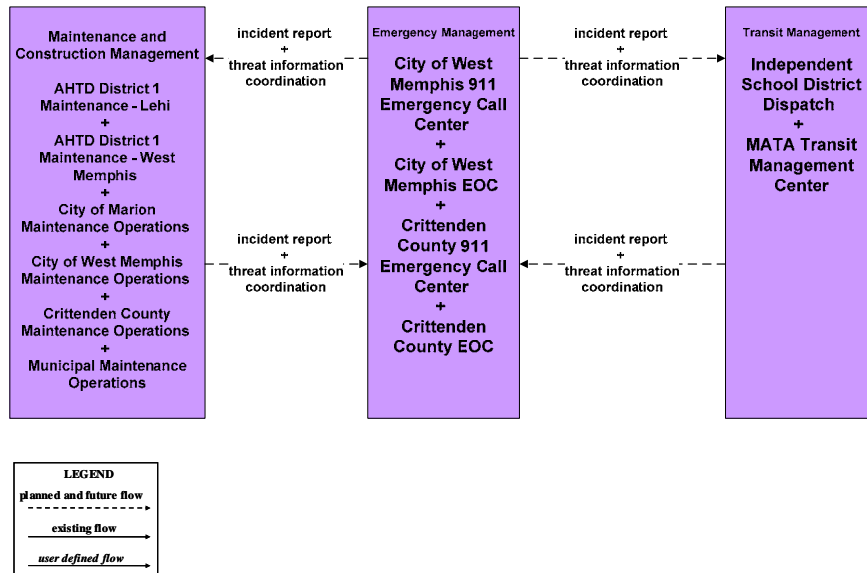 Maintenance and
Construction Management
AHTD District 1
Maintenance - Lehi
+
AHTD District 1
Maintenance - West
Memphis
+
City of Marion
Maintenance Operations
+
City of West Memphis
Maintenance Operations
+
Crittenden County
Maintenance Operations
+
Municipal Maintenance
Operations
incident report
+
threat information
coordination
incident report
+
threat information
coordination
Emergency Management
City of West
Memphis 911
Emergency Call
Center
+
City of West
Memphis EOC
+
Crittenden
County 911
Emergency Call
Center
+
Crittenden
County EOC
incident report
+
threat information
coordination
incident report
+
threat information
coordination
Transit Management
Independent
School District
Dispatch
+
MATA Transit
Management
Center
LEGEND
planned and future flow
existing flow
user defined flow